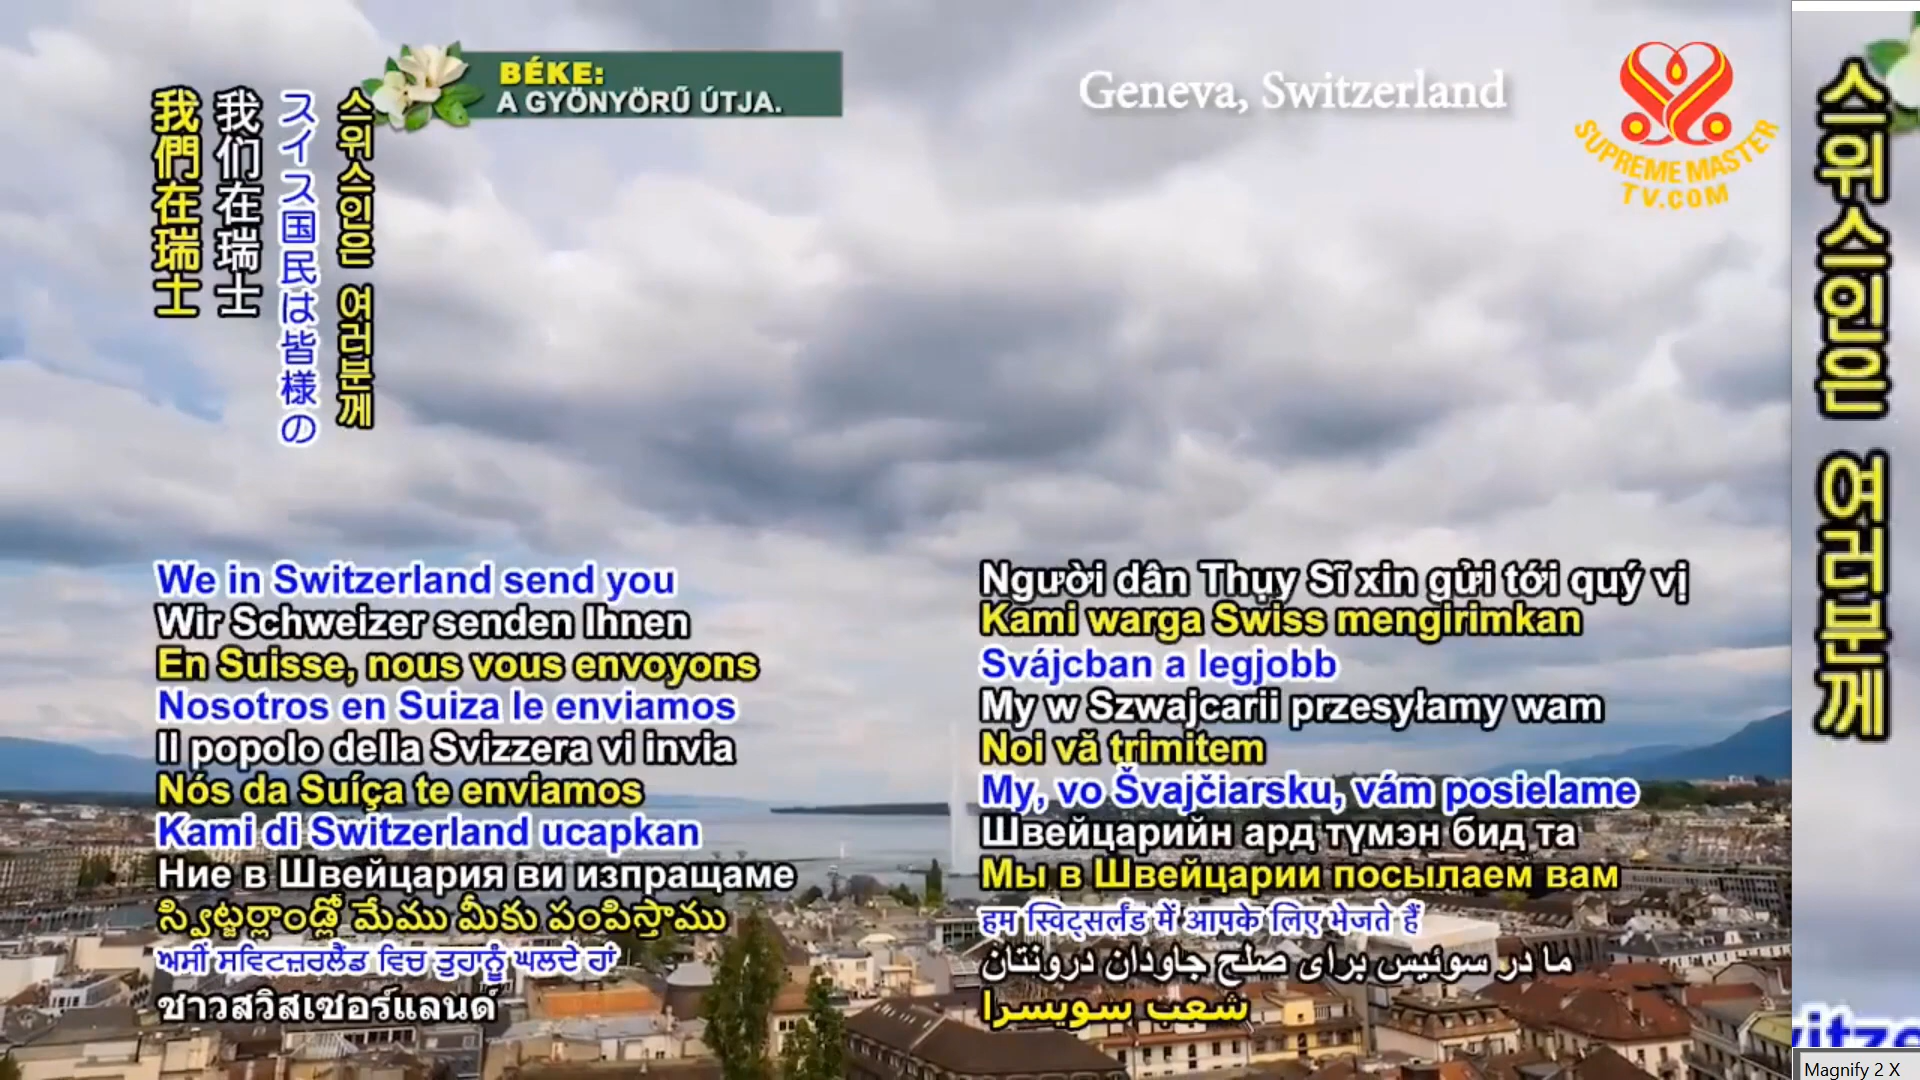 BÉKE:
A GYÖNYÖRŰ ÚTJA.
Geneva, Switzerland
SUPREME MASTER
TV.COM
스위스인은 여러분께
スイス国民は皆様の
我们在瑞士
我們在瑞士
We in Switzerland send you
Wir Schweizer senden Ihnen
En Suisse, nous vous envoyons
Nosotros en Suiza le enviamos
Il popolo della Svizzera vi invia
Nós da Suíça te enviamos
Kami di Switzerland ucapkan
Ние в Швейцария ви изпращаме
స్విట్జర్లాండ్లో మేము మీకు పంపిస్తాము
ਅਸੀਂ ਸਵਿਟਜ਼ਰਲੈਂਡ ਵਿਚ ਤੁਹਾਨੂੰ ਘਲਦੇ ਹਾਂ
ชาวสวิสเซอร์แลนด์
Người dân Thụy Sĩ xin gửi tới quý vị
Kami warga Swiss mengirimkan
Svájcban a legjobb
My w Szwajcarii przesyłamy wam
Noi vă trimitem
My, vo Švajčiarsku, vám posielame
Швейцарийн ард түмэн бид та
Мы в Швейцарии посылаем вам
हम स्विट्सर्लंड में आपके लिए भेजते हैं
ما در سوئیس برای صلح جاودان درونتان
شعب سويسرا
스위스인은 여러분께
witze
Magnify 2 X